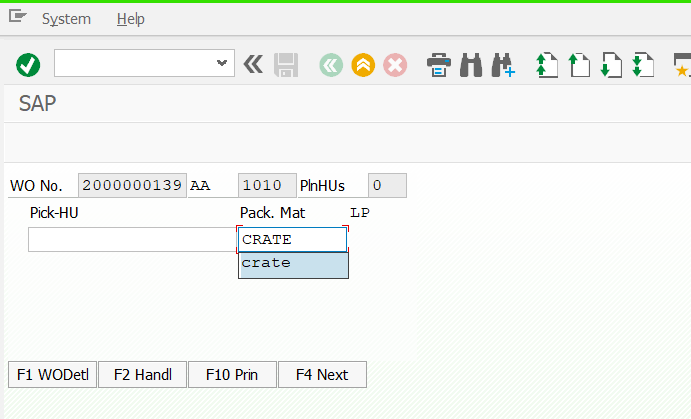 System Help
SAP
WO No. 2000000139 AA 1010 PlnHUs 0
Pick-HU Pack. Mat LP
CRATE
crate
F1 WODetl F2 Handl F10 Prin F4 Next